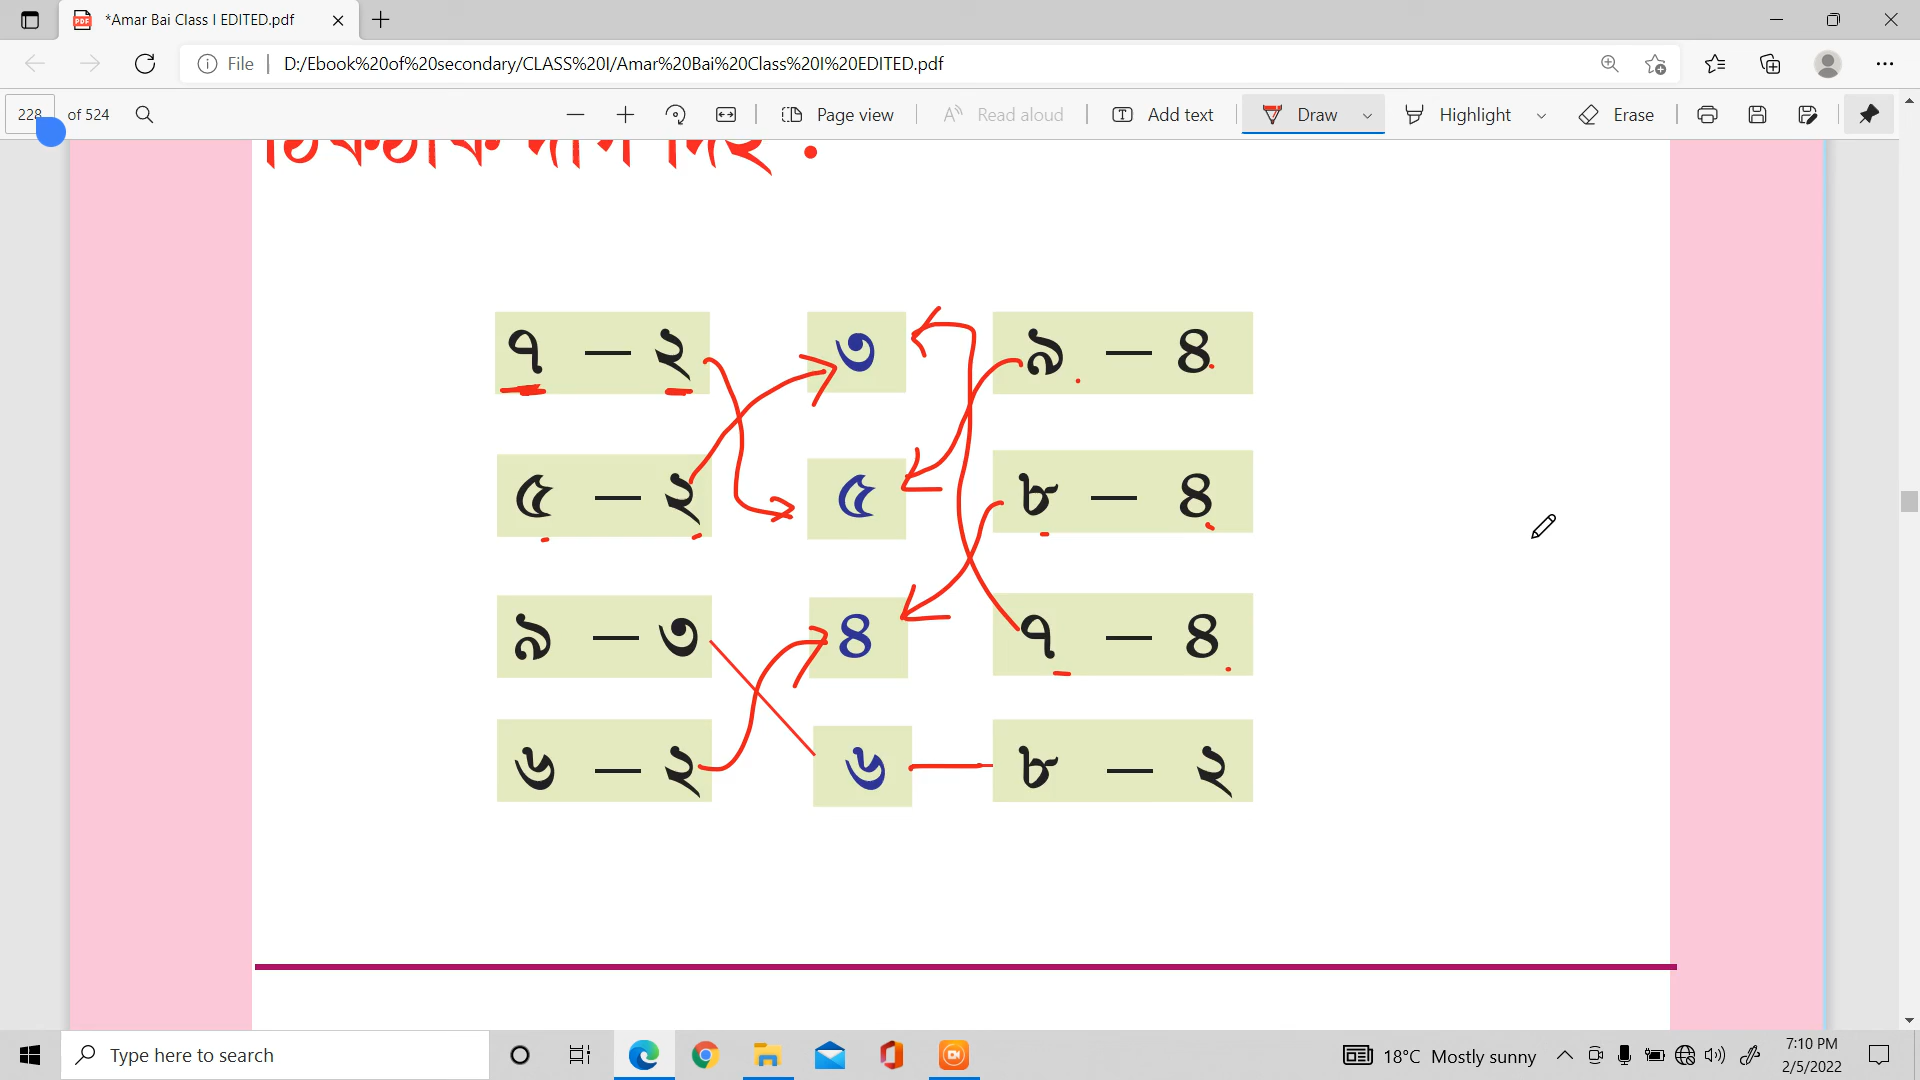 *Amar Bai Class I EDITED.pdf
File D:/Ebook%20of%20secondary/CLASS%20I/Amar%20Bai%20Class%20I%20EDITED.pdf
228 of 524 Page view Read aloud Add text Draw Highlight Erase
ঠিকঠাক দাগ দিই :
৭ — ২ ৩ ৯ — ৪
৫ — ২ ৫ ৮ — ৪
৯ — ৩ ৪ ৭ — ৪
৬ — ২ ৬ ৮ — ২
Type here to search 18°C Mostly sunny 7:10 PM
2/5/2022